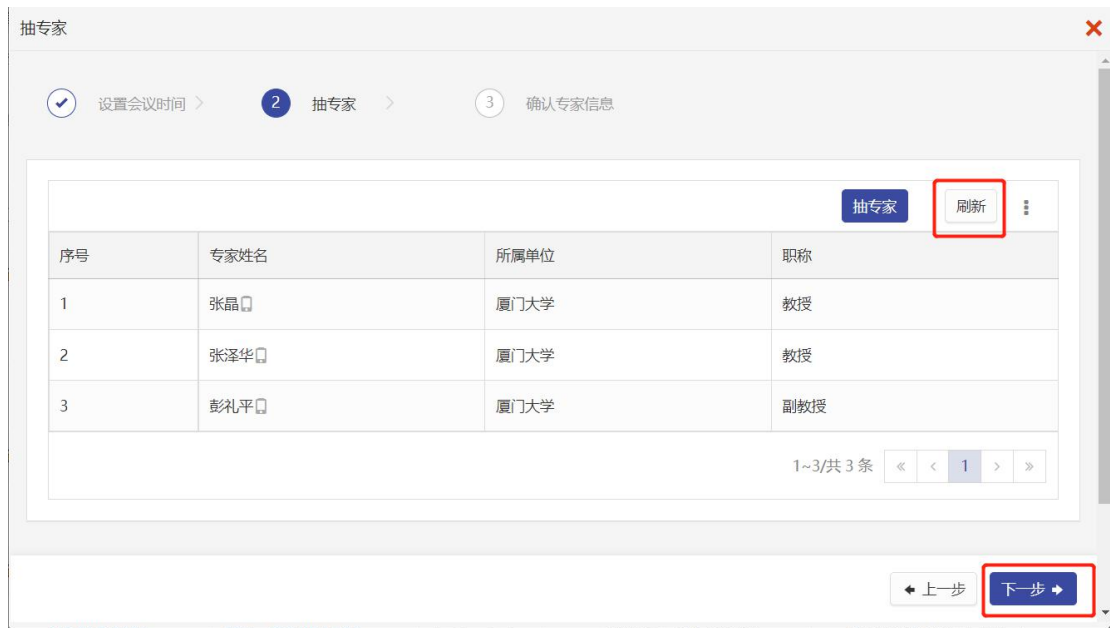 抽专家
设置会议时间
2 抽专家
3 确认专家信息
抽专家 刷新
序号 专家姓名 所属单位 职称
1 张晶 厦门大学 教授
2 张泽华 厦门大学 教授
3 彭礼平 厦门大学 副教授
1~3/共 3 条 « < 1 > »
上一步 下一步